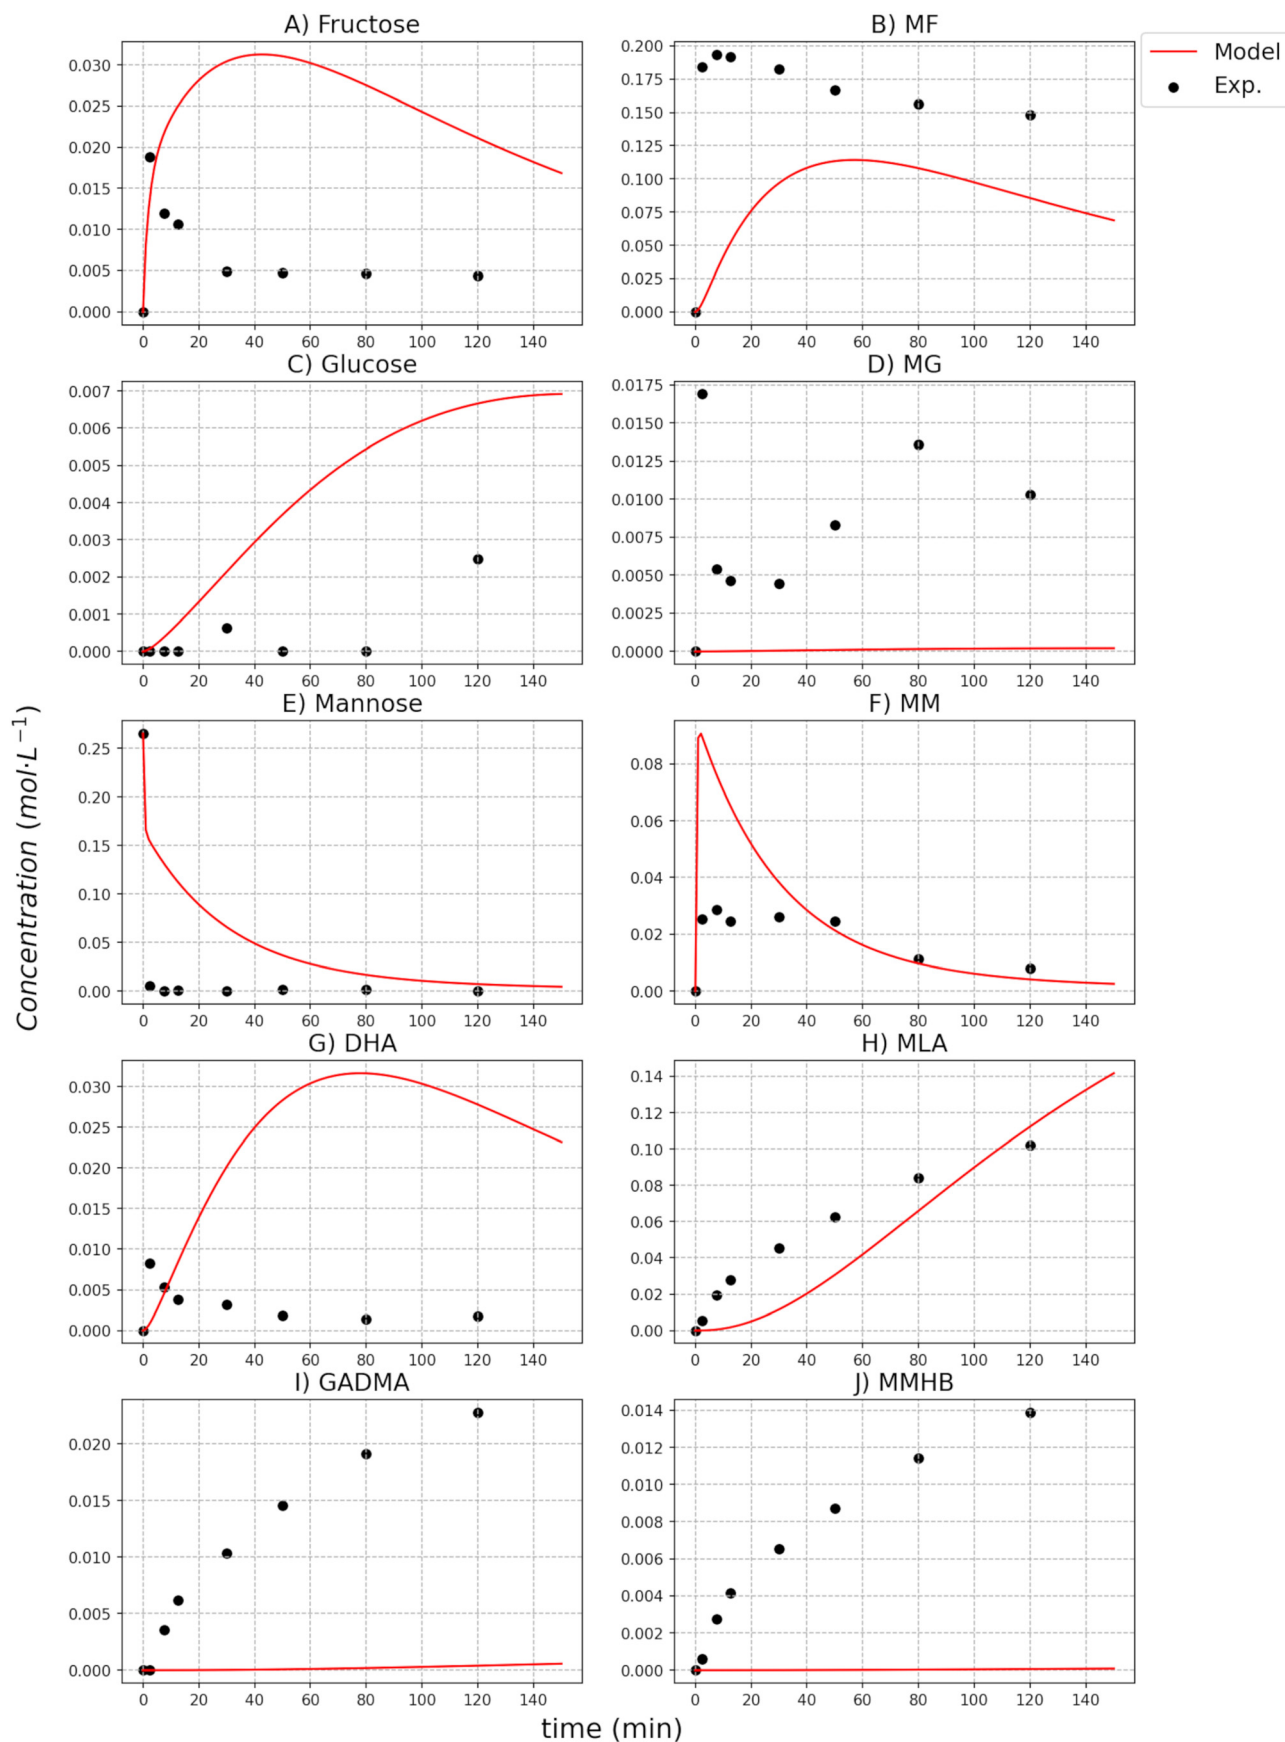 A) Fructose
B) MF
Model
Exp.
0.030
0.025
0.020
0.015
0.010
0.005
0.000
0 20 40 60 80 100 120 140
0.200
0.175
0.150
0.125
0.100
0.075
0.050
0.025
0.000
0 20 40 60 80 100 120 140
C) Glucose
D) MG
0.007
0.006
0.005
0.004
0.003
0.002
0.001
0.000
0 20 40 60 80 100 120 140
0.0175
0.0150
0.0125
0.0100
0.0075
0.0050
0.0025
0.0000
0 20 40 60 80 100 120 140
E) Mannose
F) MM
0.25
0.20
0.15
0.10
0.05
0.00
0 20 40 60 80 100 120 140
0.08
0.06
0.04
0.02
0.00
0 20 40 60 80 100 120 140
Concentration (mol·L⁻¹)
G) DHA
H) MLA
0.030
0.025
0.020
0.015
0.010
0.005
0.000
0 20 40 60 80 100 120 140
0.14
0.12
0.10
0.08
0.06
0.04
0.02
0.00
0 20 40 60 80 100 120 140
I) GADMA
J) MMHB
0.020
0.015
0.010
0.005
0.000
0 20 40 60 80 100 120 140
0.014
0.012
0.010
0.008
0.006
0.004
0.002
0.000
0 20 40 60 80 100 120 140
time (min)